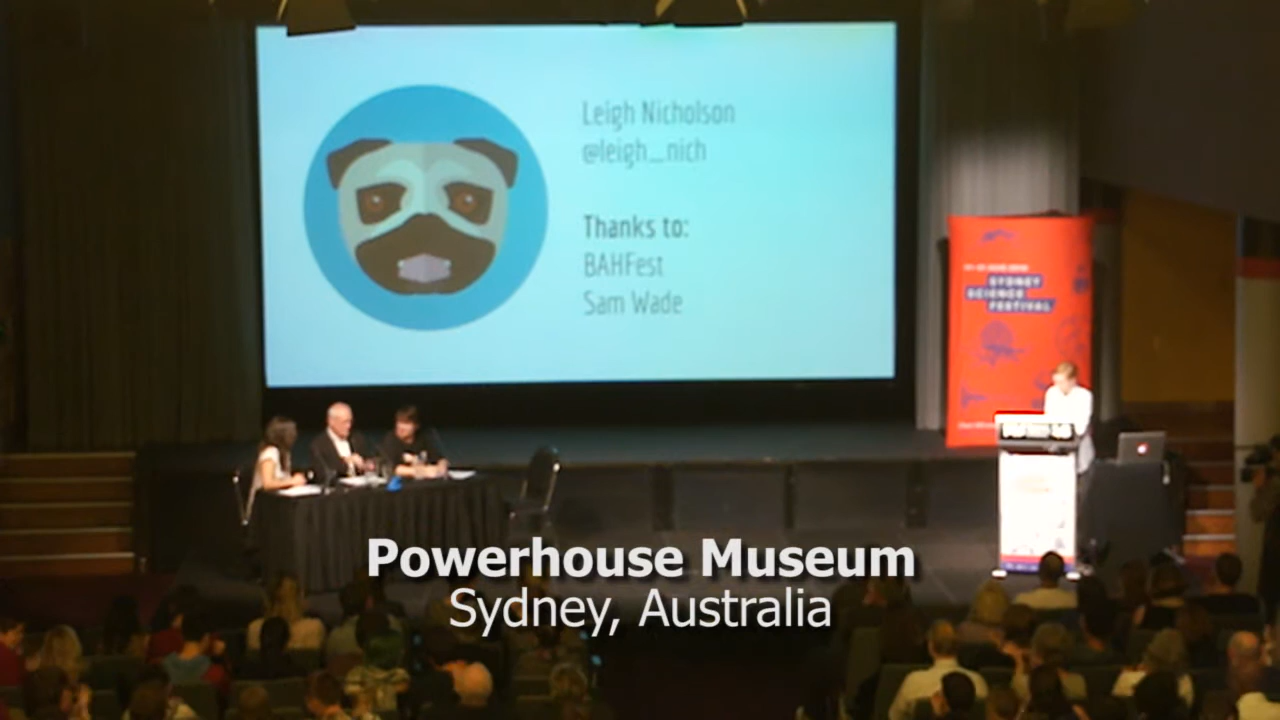 Leigh Nicholson
@leigh_nich
Thanks to:
BAHFest
Sam Wade
SYDNEY
SCIENCE
FESTIVAL
Powerhouse Museum
Sydney, Australia